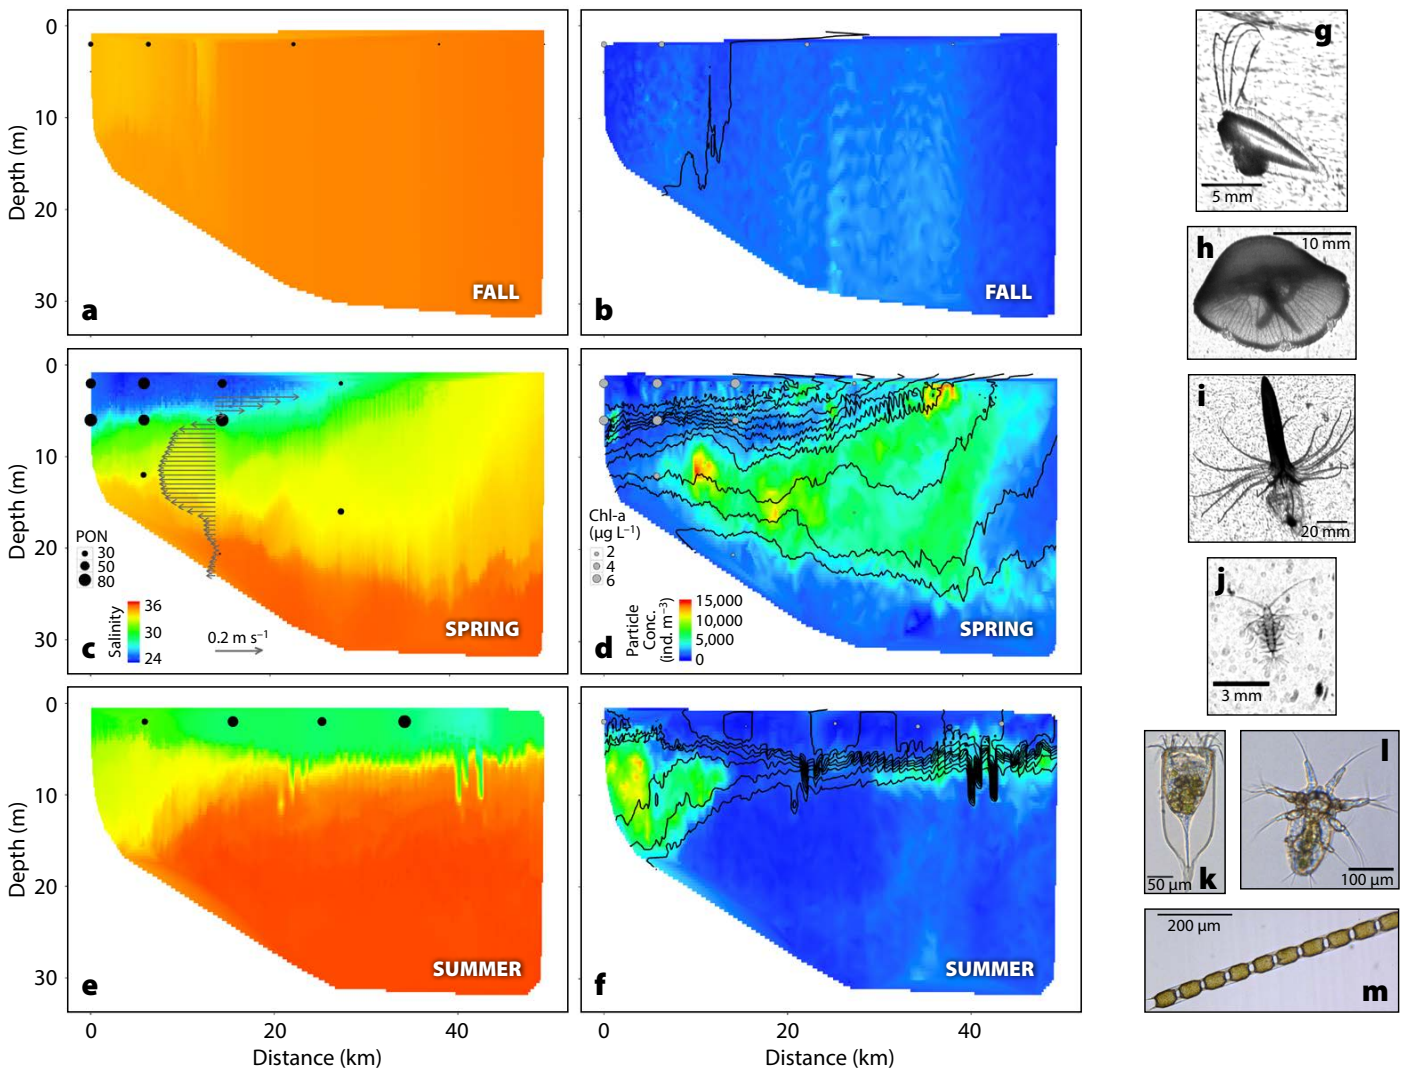 0
10
20
30
Depth (m)
a
FALL
b
FALL
0
10
20
30
Depth (m)
PON
30
50
80
Salinity
36
30
24
0.2 m s–1
c
SPRING
Chl-a
(µg L–1)
2
4
6
Particle
Conc.
(ind. m–3)
15,000
10,000
5,000
0
d
SPRING
0
10
20
30
Depth (m)
e
SUMMER
f
SUMMER
0
20
40
Distance (km)
0
20
40
Distance (km)
g
5 mm
h
10 mm
i
20 mm
j
3 mm
50 µm
k
l
100 µm
200 µm
m